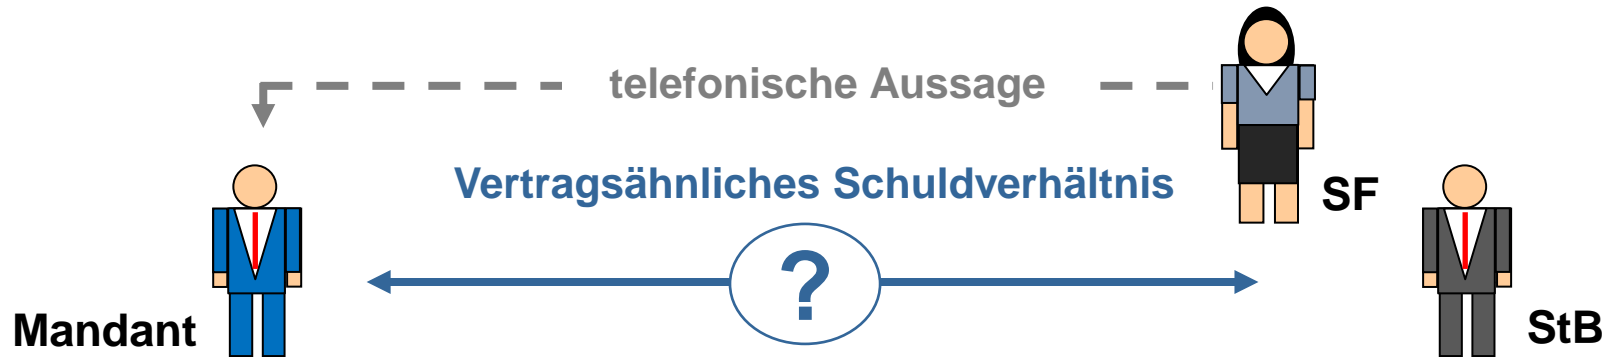 telefonische Aussage
Vertragsähnliches Schuldverhältnis
SF
?
Mandant
StB